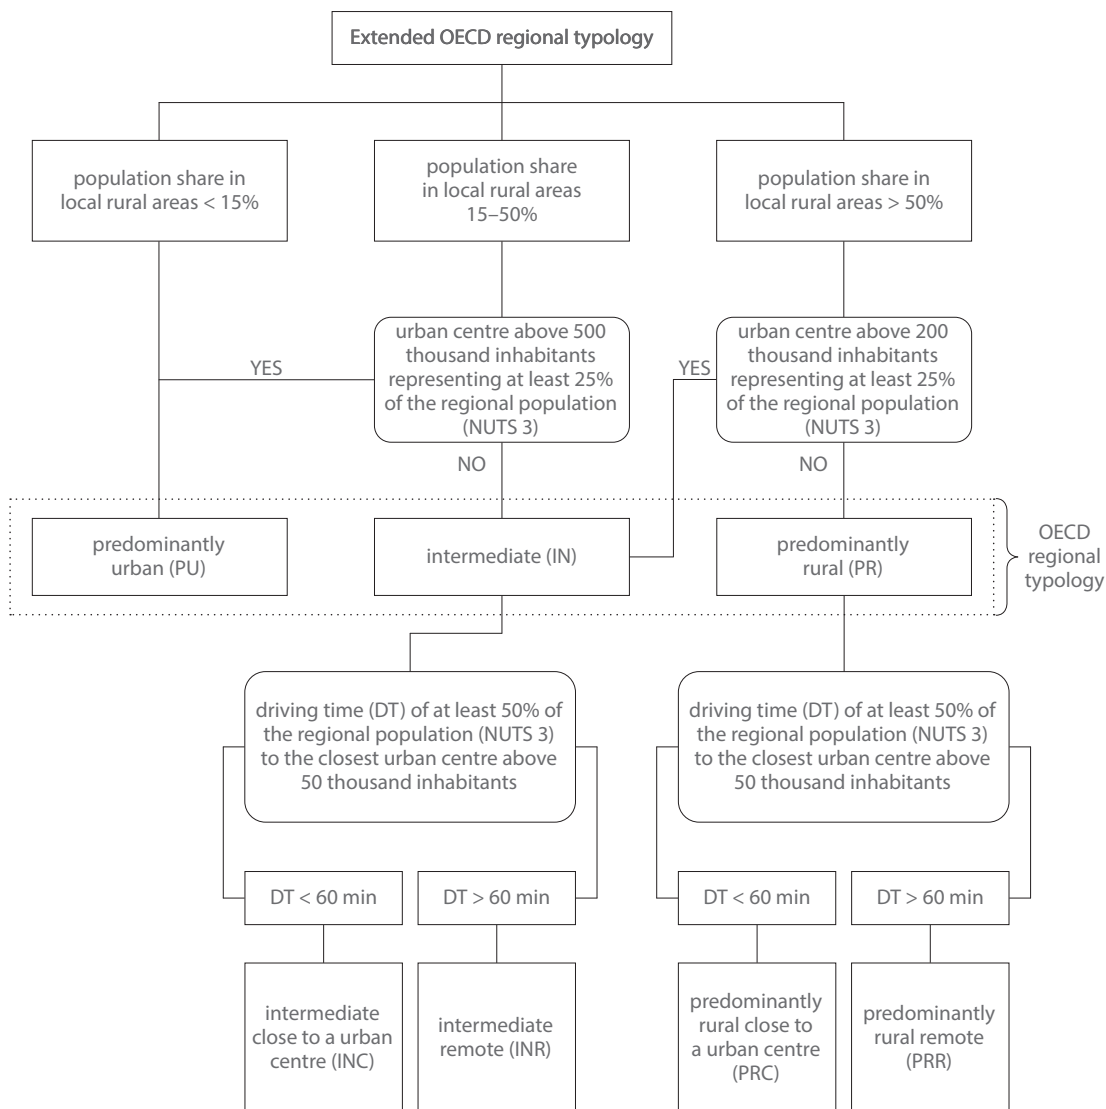 Extended OECD regional typology
population share in
local rural areas < 15%
population share
in local rural areas
15–50%
population share in
local rural areas > 50%
urban centre above 500
thousand inhabitants
representing at least 25%
of the regional population
(NUTS 3)
urban centre above 200
thousand inhabitants
representing at least 25%
of the regional population
(NUTS 3)
YES
YES
NO
NO
predominantly
urban (PU)
intermediate (IN)
predominantly
rural (PR)
OECD
regional
typology
driving time (DT) of at least 50% of
the regional population (NUTS 3)
to the closest urban centre above
50 thousand inhabitants
driving time (DT) of at least 50% of
the regional population (NUTS 3)
to the closest urban centre above
50 thousand inhabitants
DT < 60 min
DT > 60 min
DT < 60 min
DT > 60 min
intermediate
close to a urban
centre (INC)
intermediate
remote (INR)
predominantly
rural close to
a urban centre
(PRC)
predominantly
rural remote
(PRR)